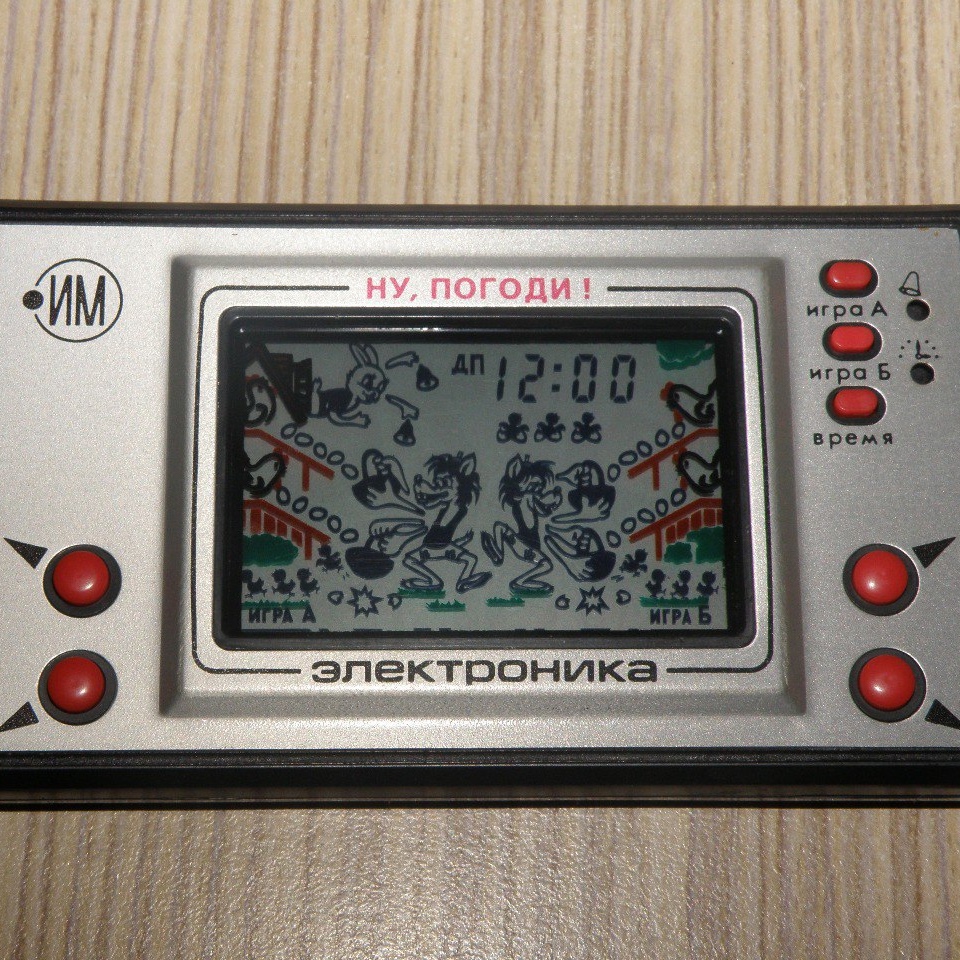 ИМ
НУ, ПОГОДИ !
игра А
игра Б
время
ДП 12:00
ИГРА А
ИГРА Б
электроника